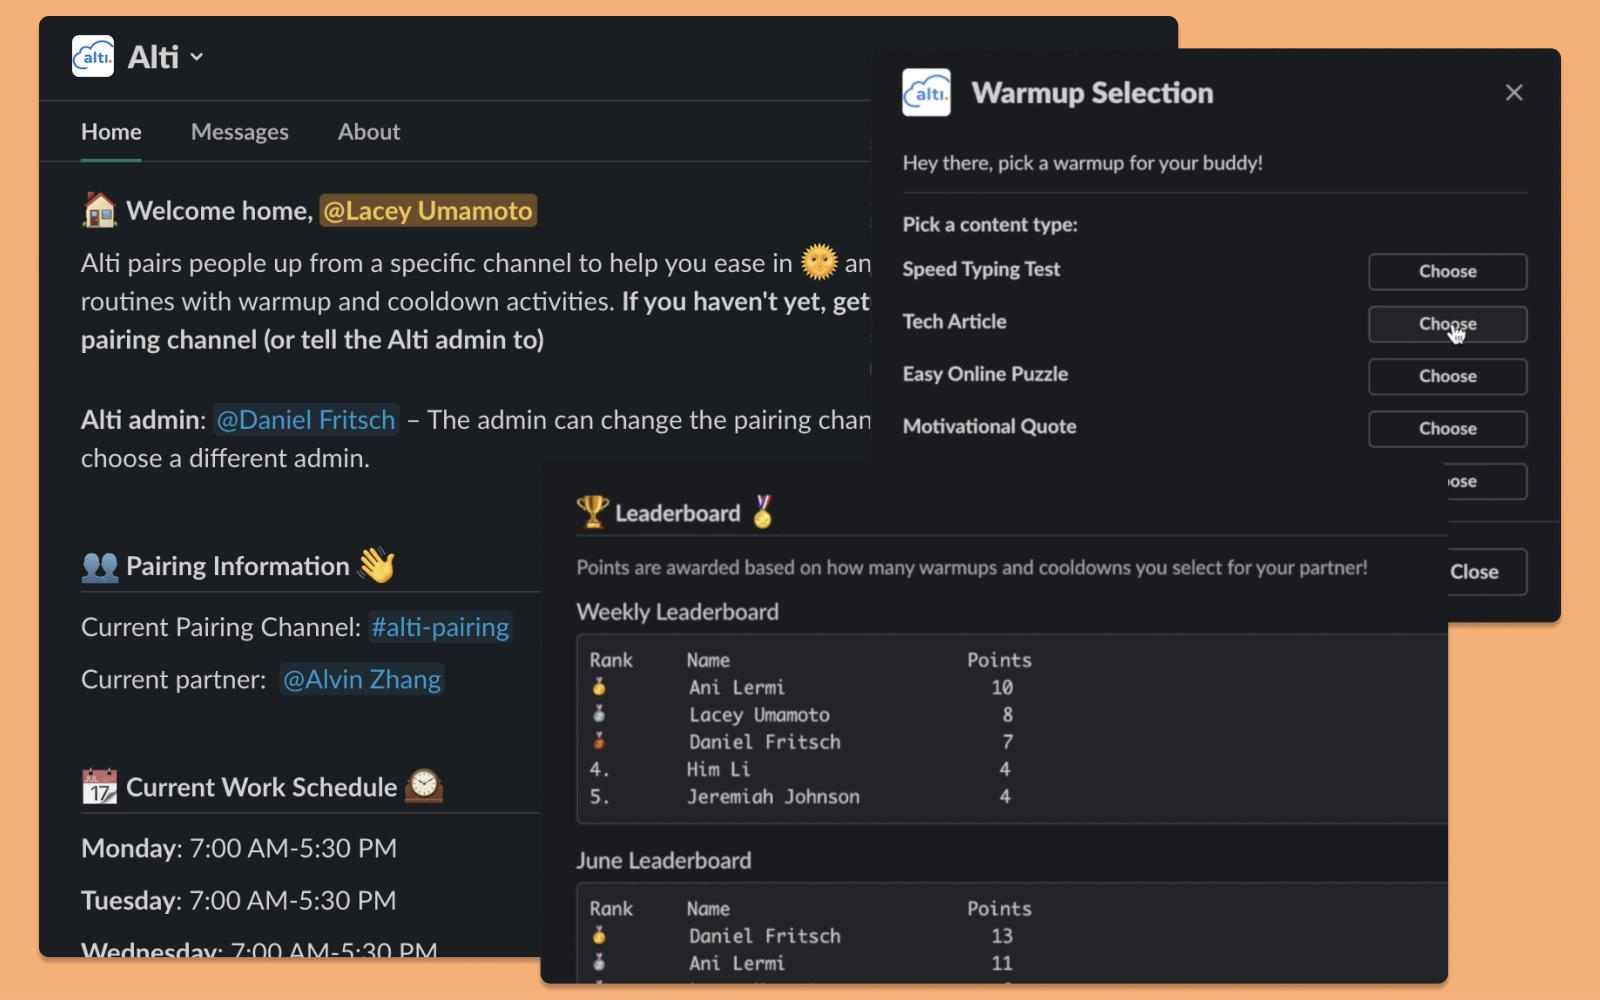 alti.
Alti
Home Messages About
Welcome home, @Lacey Umamoto
Alti pairs people up from a specific channel to help you ease in
routines with warmup and cooldown activities. If you haven't yet, get
pairing channel (or tell the Alti admin to)
Alti admin: @Daniel Fritsch – The admin can change the pairing
choose a different admin.
Pairing Information
Current Pairing Channel: #alti-pairing
Current partner: @Alvin Zhang
JUL
17
Current Work Schedule
Monday: 7:00 AM-5:30 PM
Tuesday: 7:00 AM-5:30 PM
Wednesday: 7:00 AM-5:30 PM
alti.
Warmup Selection
Hey there, pick a warmup for your buddy!
Pick a content type:
Speed Typing Test Choose
Tech Article Choose
Easy Online Puzzle Choose
Motivational Quote Choose
Close
Leaderboard
Points are awarded based on how many warmups and cooldowns you select for your partner!
Weekly Leaderboard
Rank Name Points
Ani Lermi 10
Lacey Umamoto 8
Daniel Fritsch 7
4. Him Li 4
5. Jeremiah Johnson 4
June Leaderboard
Rank Name Points
Daniel Fritsch 13
Ani Lermi 11